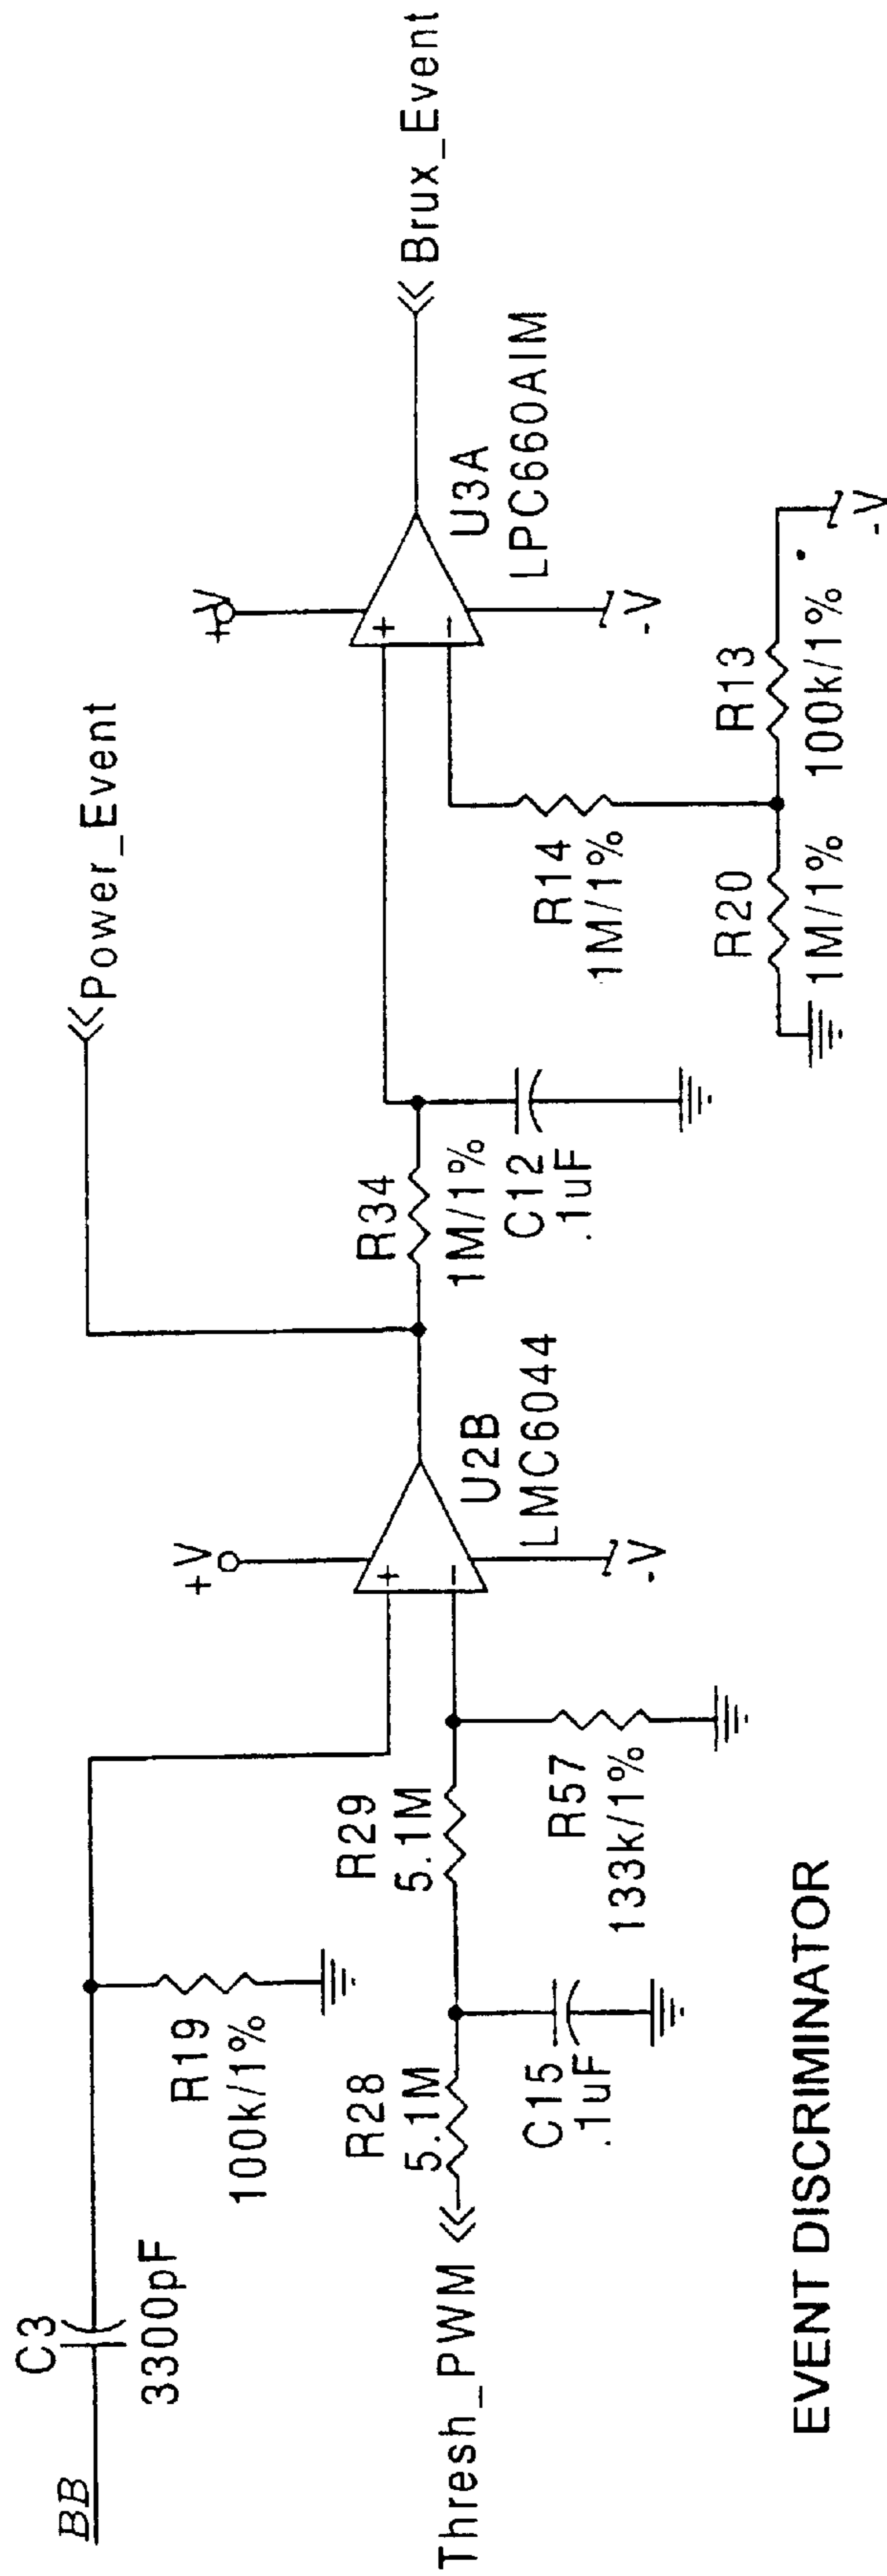 BB
C3
3300pF
R19
100k/1%
Thresh_PWM
R28
5.1M
C15
.1uF
R29
5.1M
R57
133k/1%
+V
U2B
LMC6044
-V
+
-
Power_Event
R34
1M/1%
C12
.1uF
+V
U3A
LPC660AIM
-V
+
-
Brux_Event
R14
1M/1%
R20
1M/1%
R13
100k/1%
-V
EVENT DISCRIMINATOR